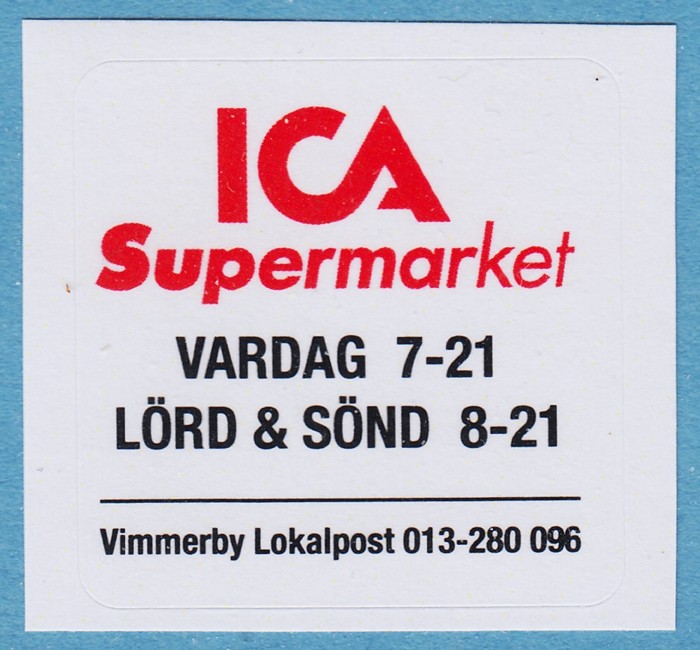 ICA
Supermarket
VARDAG 7-21
LÖRD & SÖND 8-21
Vimmerby Lokalpost 013-280 096